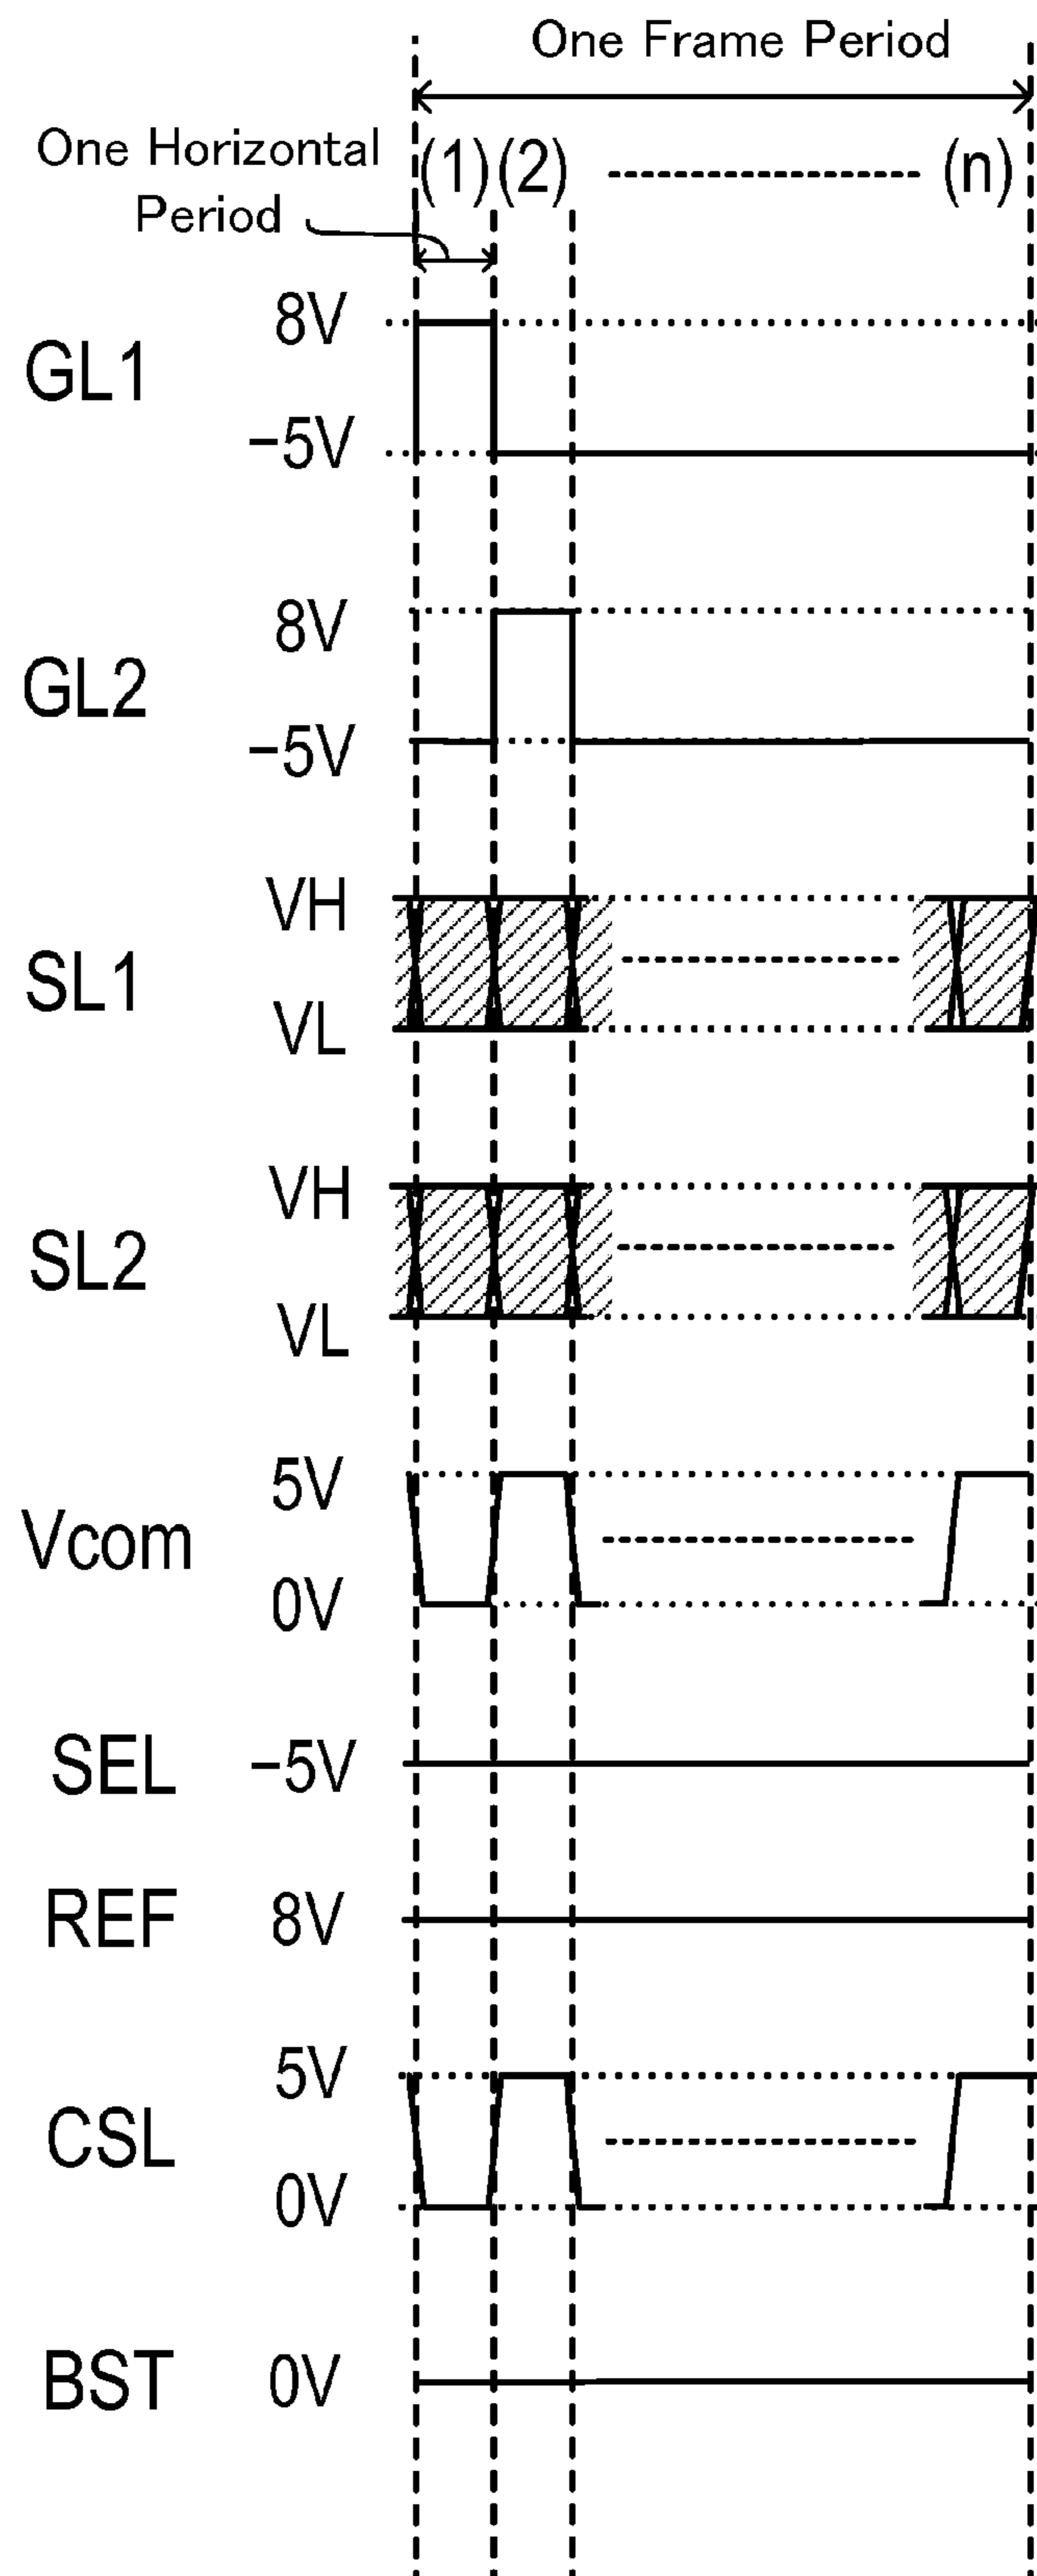 One Frame Period
One Horizontal Period
(1) (2) (n)
GL1 8V
−5V
GL2 8V
−5V
SL1 VH
VL
SL2 VH
VL
Vcom 5V
0V
SEL −5V
REF 8V
CSL 5V
0V
BST 0V